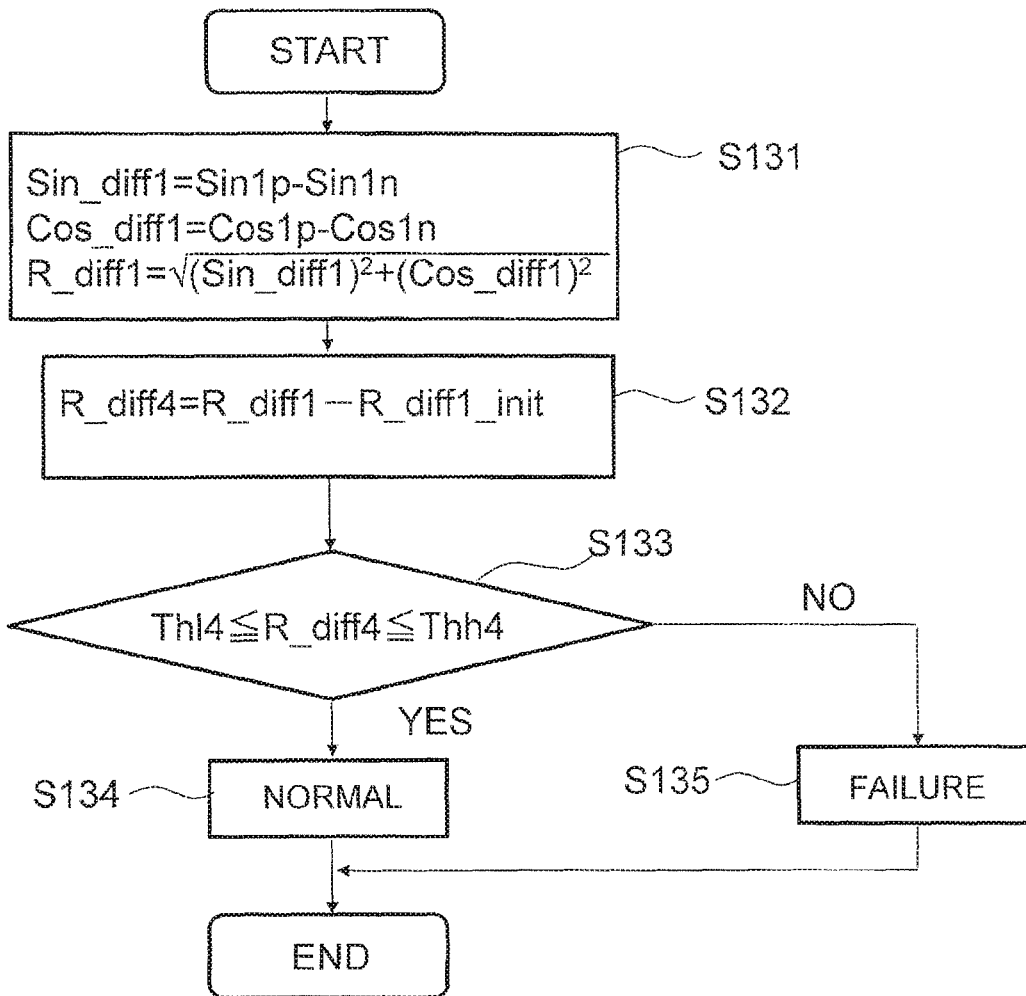 START
S131
Sin_diff1=Sin1p-Sin1n
Cos_diff1=Cos1p-Cos1n
R_diff1=√(Sin_diff1)²+(Cos_diff1)²
R_diff4=R_diff1－R_diff1_init
S132
S133
Thl4≦R_diff4≦Thh4
NO
YES
S134
NORMAL
S135
FAILURE
END